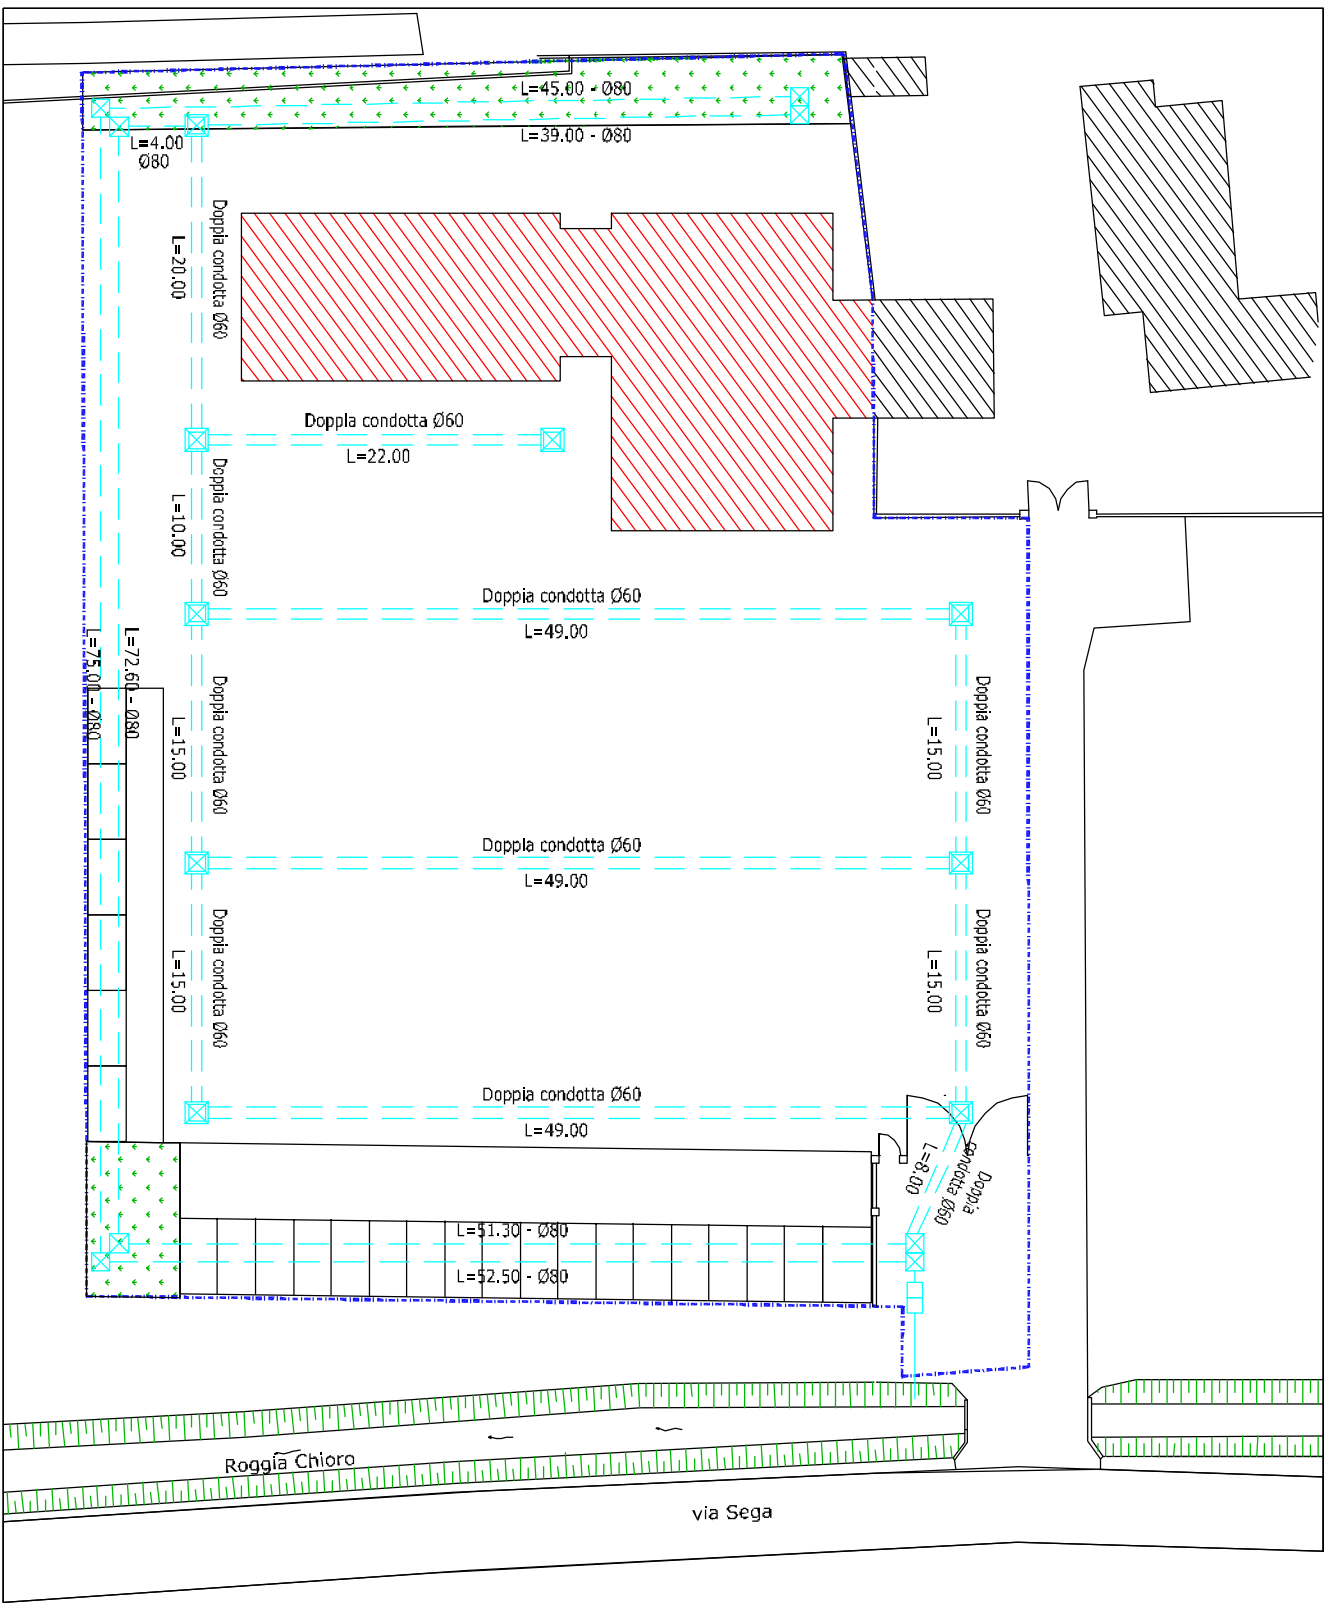 L=45.00 - Ø80
L=39.00 - Ø80
L=4.00
Ø80
Doppia condotta Ø60
L=20.00
Doppia condotta Ø60
L=22.00
Doppia condotta Ø60
L=10.00
Doppia condotta Ø60
L=49.00
L=72.60 - Ø80
L=75.00 - Ø80
Doppia condotta Ø60
L=15.00
Doppia condotta Ø60
L=15.00
Doppia condotta Ø60
L=49.00
Doppia condotta Ø60
L=15.00
Doppia condotta Ø60
L=15.00
Doppia condotta Ø60
L=49.00
Doppia
condotta Ø60
L=8.00
L=51.30 - Ø80
L=52.50 - Ø80
Roggia Chioro
via Sega